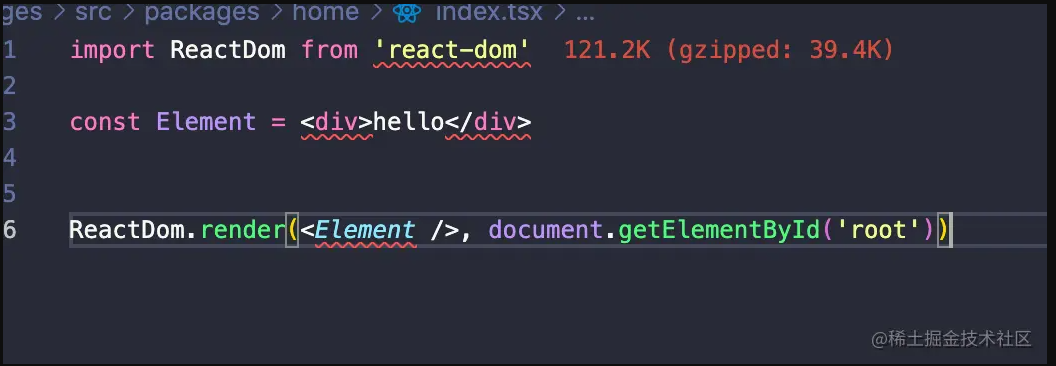 ges > src > packages > home > index.tsx > ...
1 import ReactDom from 'react-dom' 121.2K (gzipped: 39.4K)
2
3 const Element = <div>hello</div>
4
5
6 ReactDom.render(<Element />, document.getElementById('root'))
@稀土掘金技术社区